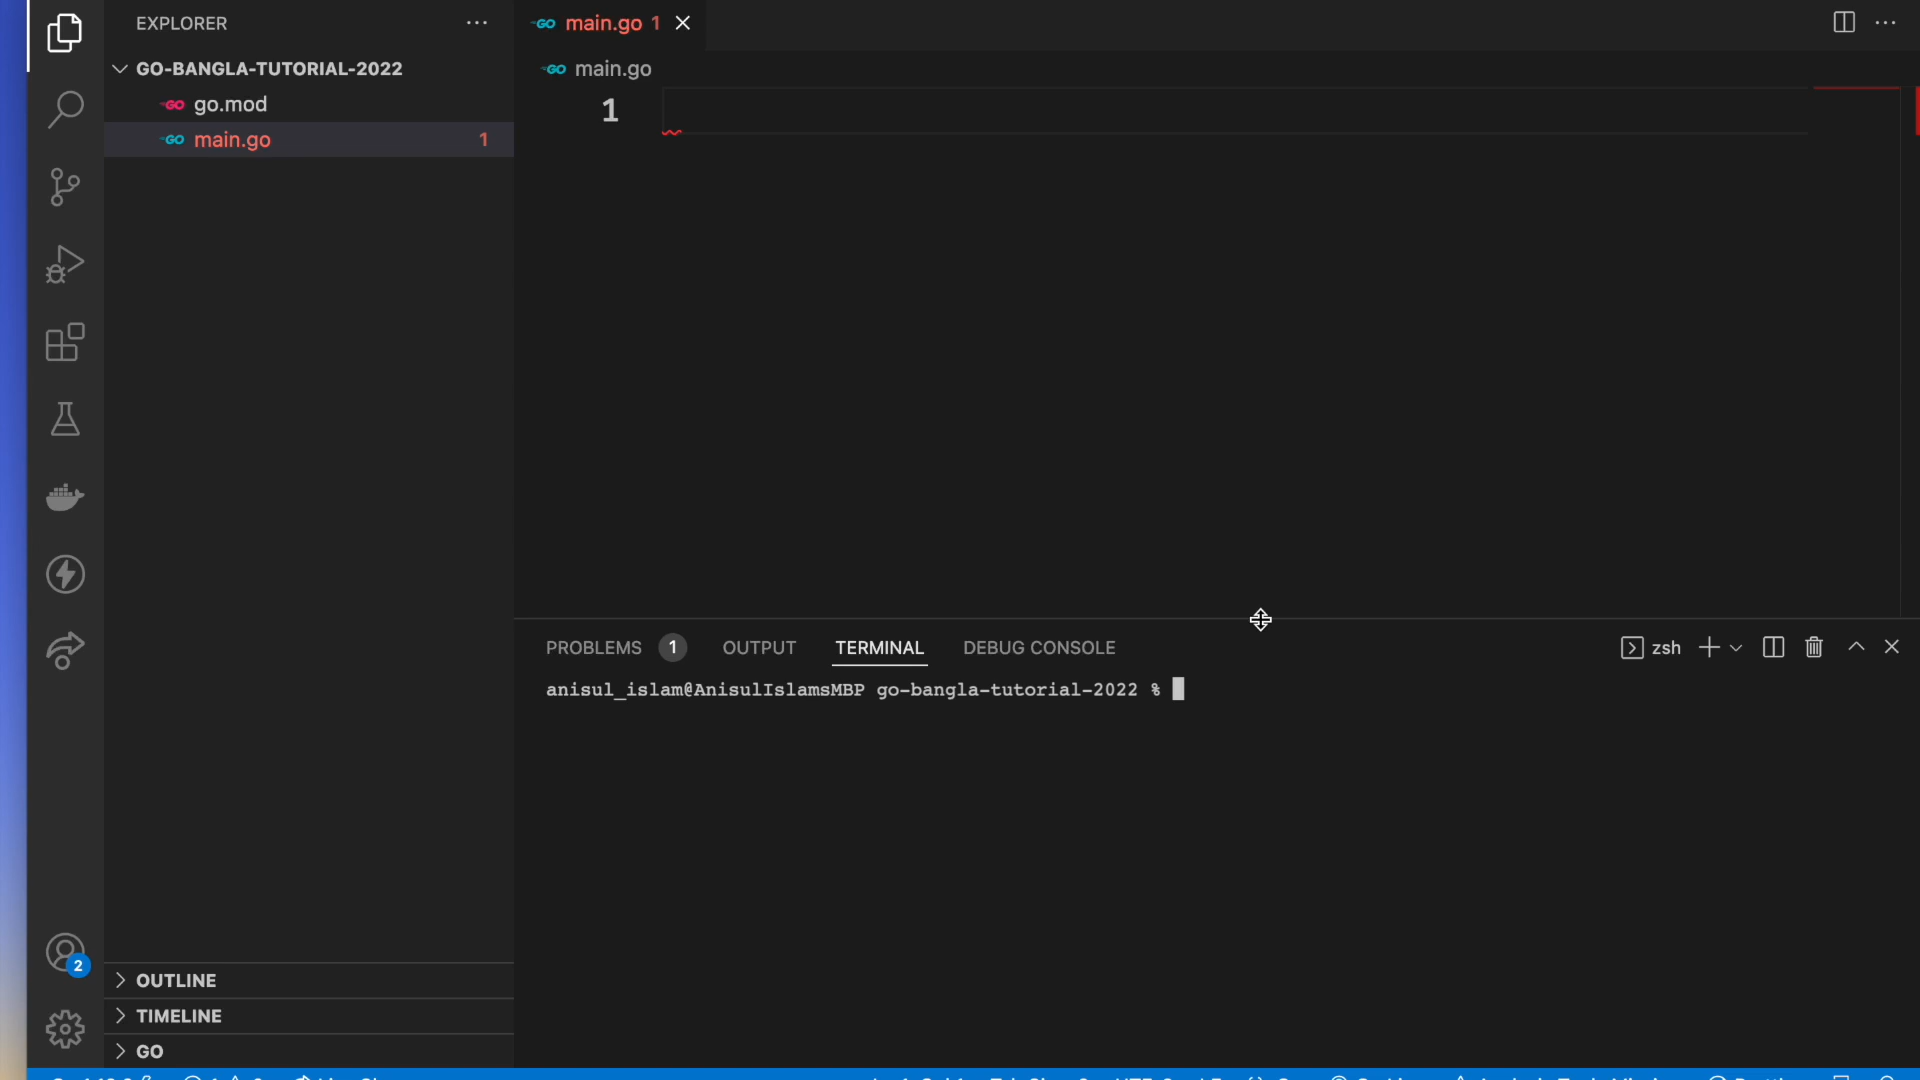 EXPLORER
main.go 1
GO-BANGLA-TUTORIAL-2022
main.go
go.mod
1
main.go 1
PROBLEMS 1 OUTPUT TERMINAL DEBUG CONSOLE
zsh
anisul_islam@AnisulIslamsMBP go-bangla-tutorial-2022 %
2
OUTLINE
TIMELINE
GO